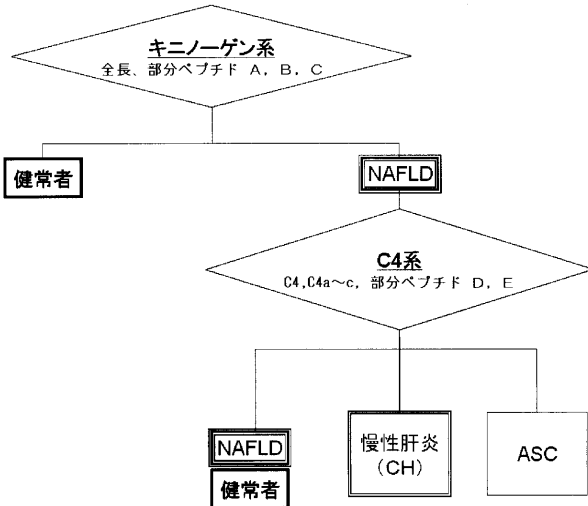 キニノーゲン系
全長、部分ペプチド A, B, C
健常者
NAFLD
C4系
C4,C4a～c, 部分ペプチド D, E
NAFLD
健常者
慢性肝炎
(CH)
ASC